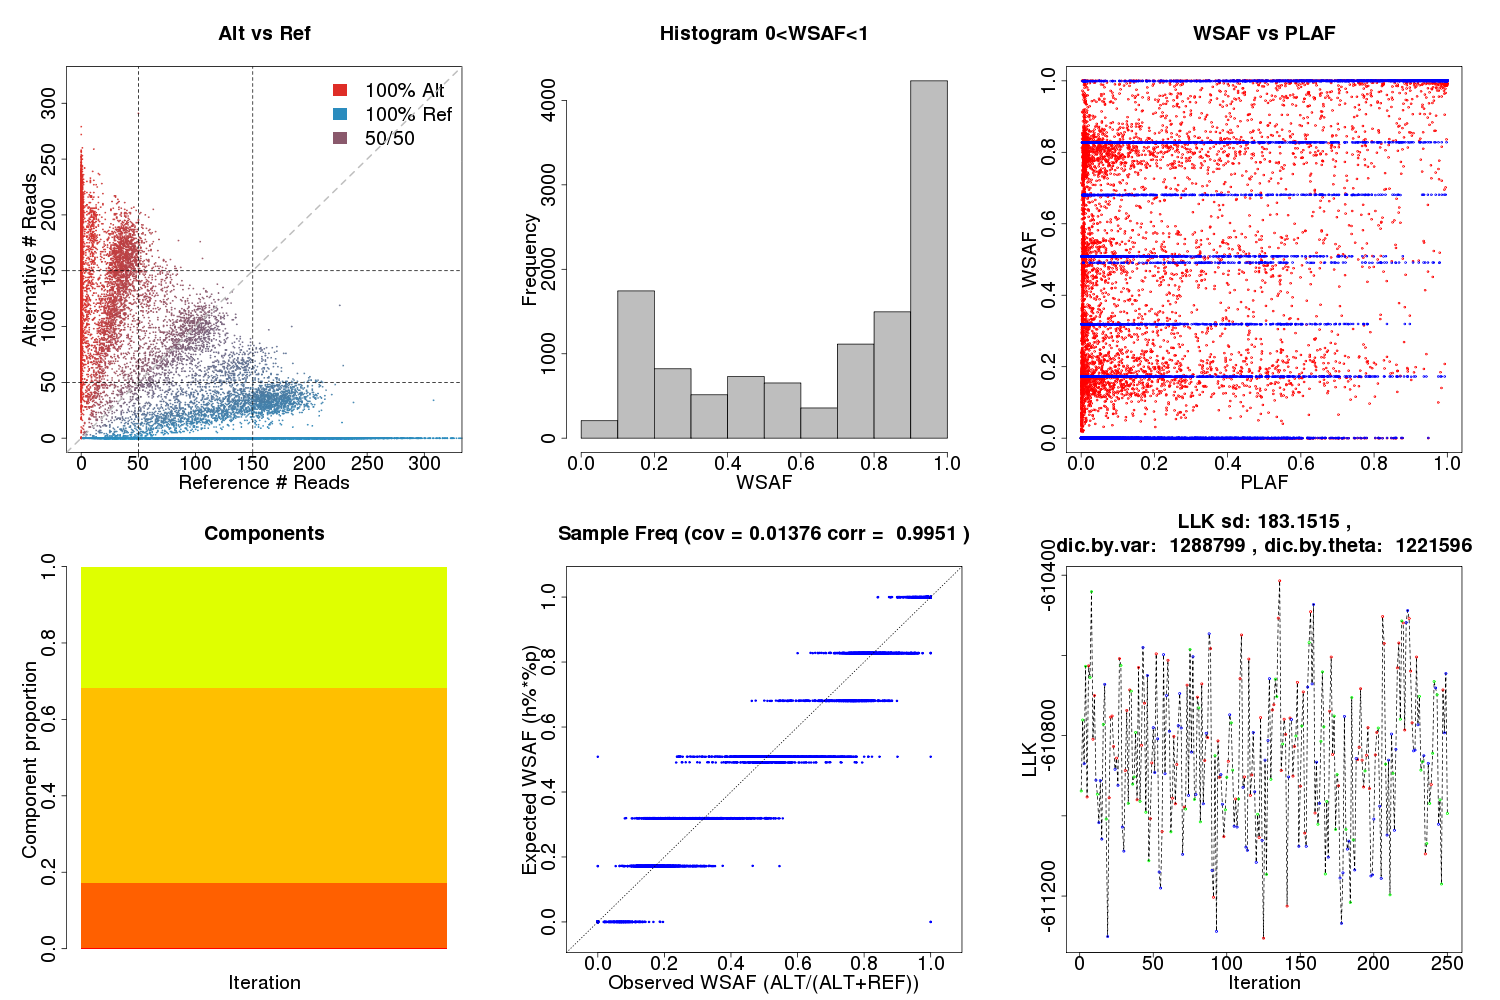 Alt vs Ref
100% Alt
100% Ref
50/50
Alternative # Reads
0 50 100 150 200 250 300
0 50 100 150 200 250 300
Reference # Reads
Histogram 0<WSAF<1
Frequency
0 1000 2000 3000 4000
0.0 0.2 0.4 0.6 0.8 1.0
WSAF
WSAF vs PLAF
WSAF
0.0 0.2 0.4 0.6 0.8 1.0
0.0 0.2 0.4 0.6 0.8 1.0
PLAF
Components
Component proportion
0.0 0.2 0.4 0.6 0.8 1.0
Iteration
Sample Freq (cov = 0.01376 corr = 0.9951 )
Expected WSAF (h%*%p)
0.0 0.2 0.4 0.6 0.8 1.0
0.0 0.2 0.4 0.6 0.8 1.0
Observed WSAF (ALT/(ALT+REF))
LLK sd: 183.1515 ,
dic.by.var: 1288799 , dic.by.theta: 1221596
LLK
-611200 -610800 -610400
0 50 100 150 200 250
Iteration